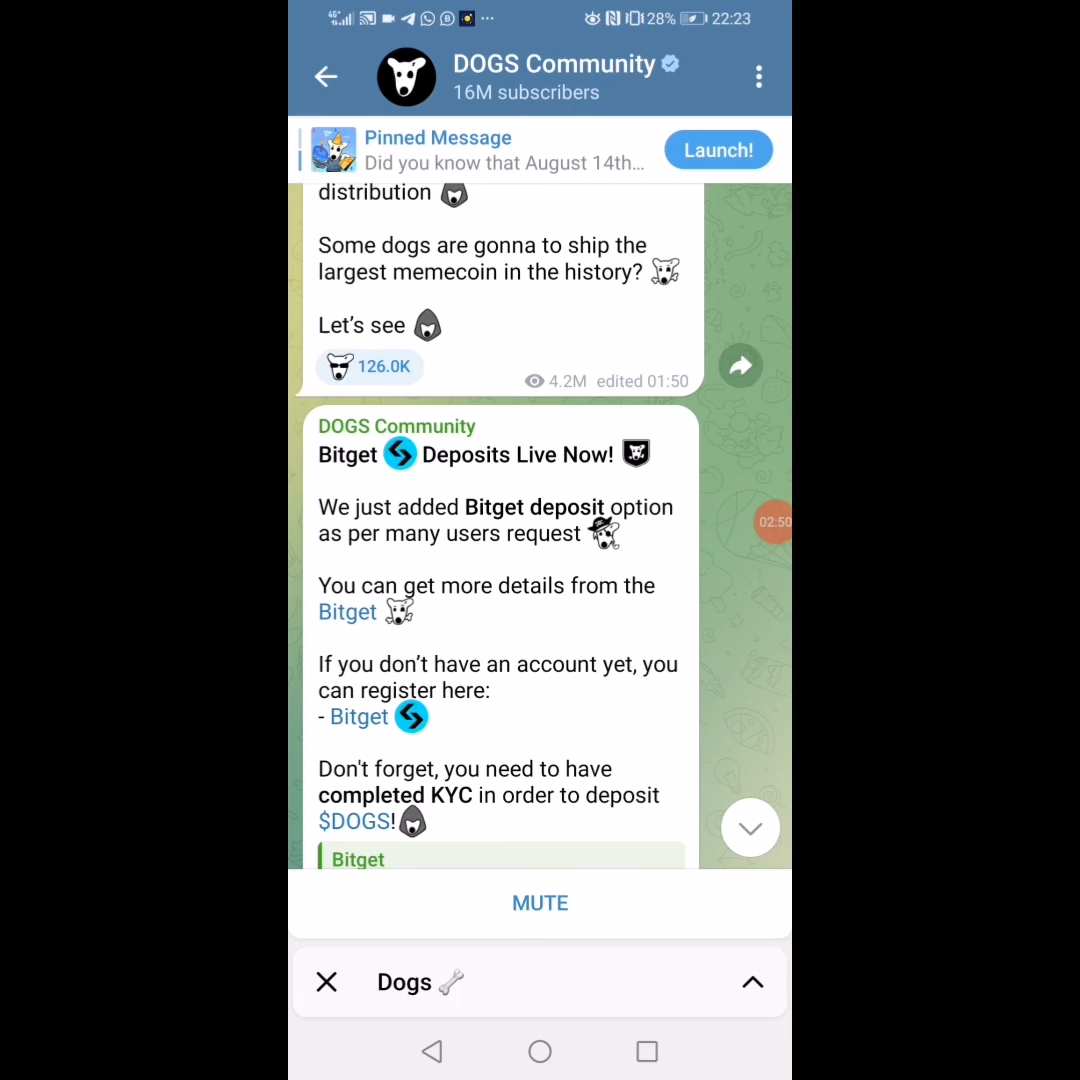 4G 28% 22:23
DOGS Community
16M subscribers
Pinned Message
Did you know that August 14th...
Launch!
distribution
Some dogs are gonna to ship the
largest memecoin in the history?
Let’s see
126.0K
4.2M edited 01:50
DOGS Community
Bitget Deposits Live Now!
We just added Bitget deposit option
as per many users request
You can get more details from the
Bitget
If you don’t have an account yet, you
can register here:
- Bitget
Don't forget, you need to have
completed KYC in order to deposit
$DOGS!
Bitget
02:50
MUTE
Dogs